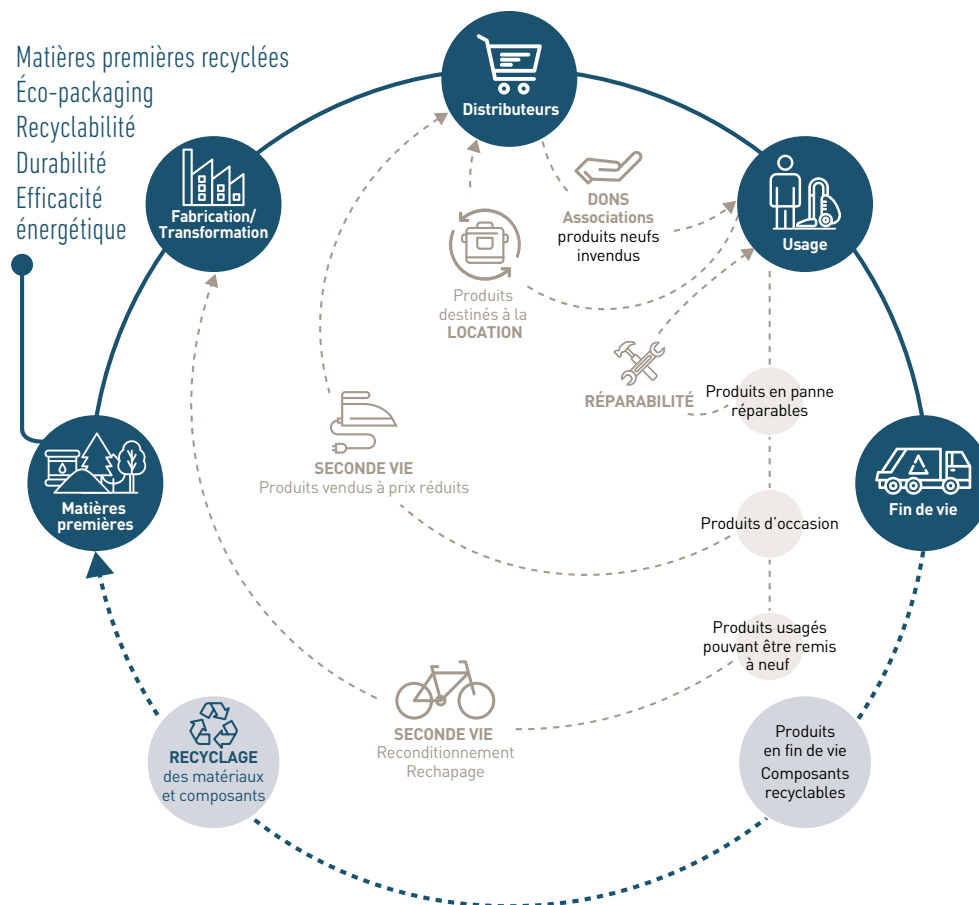 Matières premières recyclées
Éco-packaging
Recyclabilité
Durabilité
Efficacité
énergétique
Distributeurs
Fabrication/
Transformation
DONS
Associations
produits neufs
invendus
Usage
Produits
destinés à la
LOCATION
RÉPARABILITÉ
Produits en panne
réparables
SECONDE VIE
Produits vendus à prix réduits
Matières
premières
Produits d'occasion
Fin de vie
Produits usagés
pouvant être remis
à neuf
SECONDE VIE
Reconditionnement
Rechapage
RECYCLAGE
des matériaux
et composants
Produits
en fin de vie
Composants
recyclables